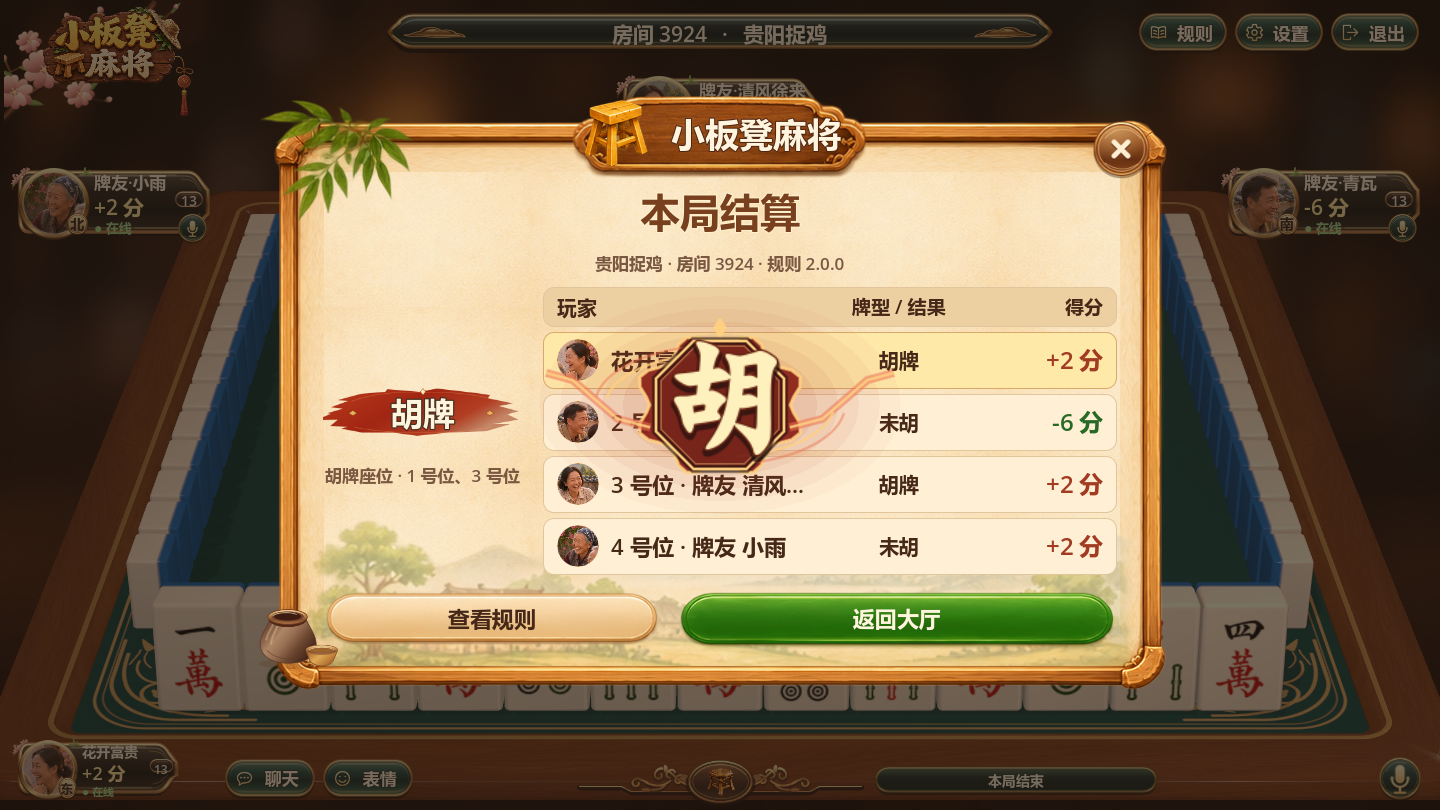 小板凳
麻将
房间 3924 · 贵阳捉鸡
规则
设置
退出
牌友·清风徐来
小板凳麻将
牌友·小雨
+2 分
13
北
在线
牌友·青瓦
-6 分
13
南
在线
本局结算
贵阳捉鸡 · 房间 3924 · 规则 2.0.0
玩家 牌型 / 结果 得分
花开富 胡牌 +2 分
胡
2 未胡 -6 分
3 号位 · 牌友 清风... 胡牌 +2 分
4 号位 · 牌友 小雨 未胡 +2 分
胡牌
胡牌座位 · 1 号位、3 号位
查看规则
返回大厅
一
萬
四
萬
花开富贵
+2 分
13
东
在线
聊天
表情
本局结束